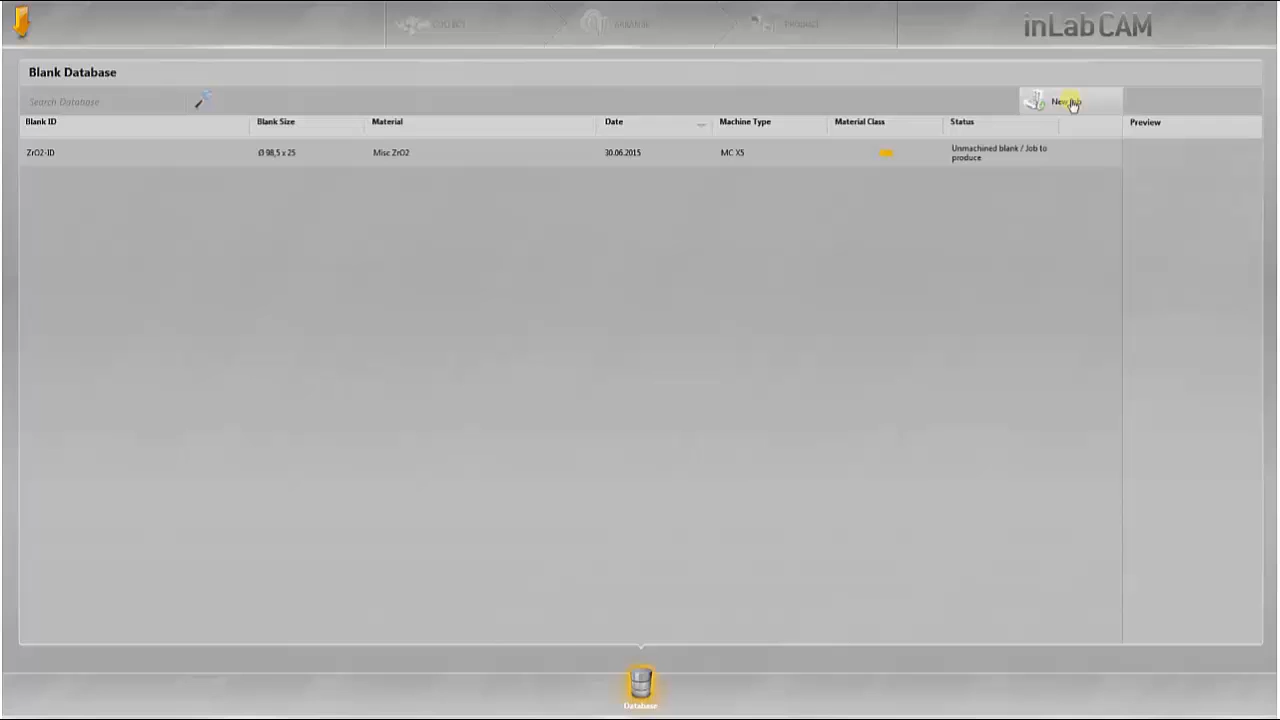 inLab CAM
Blank Database
Search Database
New Job
Blank ID Blank Size Material Date Machine Type Material Class Status Preview
ZrO2-ID Ø 98,5 x 25 Misc ZrO2 30.06.2015 MC X5 Unmachined blank / Job to
produce
Database